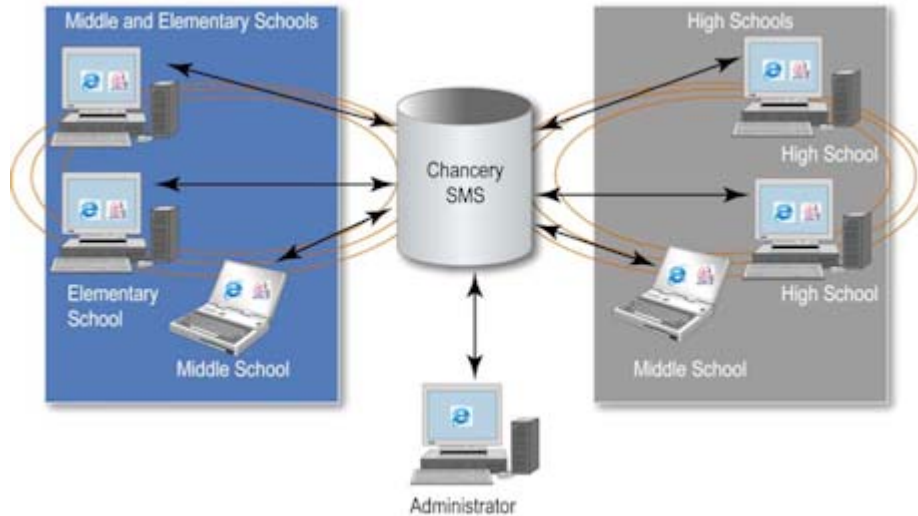 Middle and Elementary Schools
High Schools
Chancery
SMS
High School
Elementary
School
High School
Middle School
Middle School
Administrator